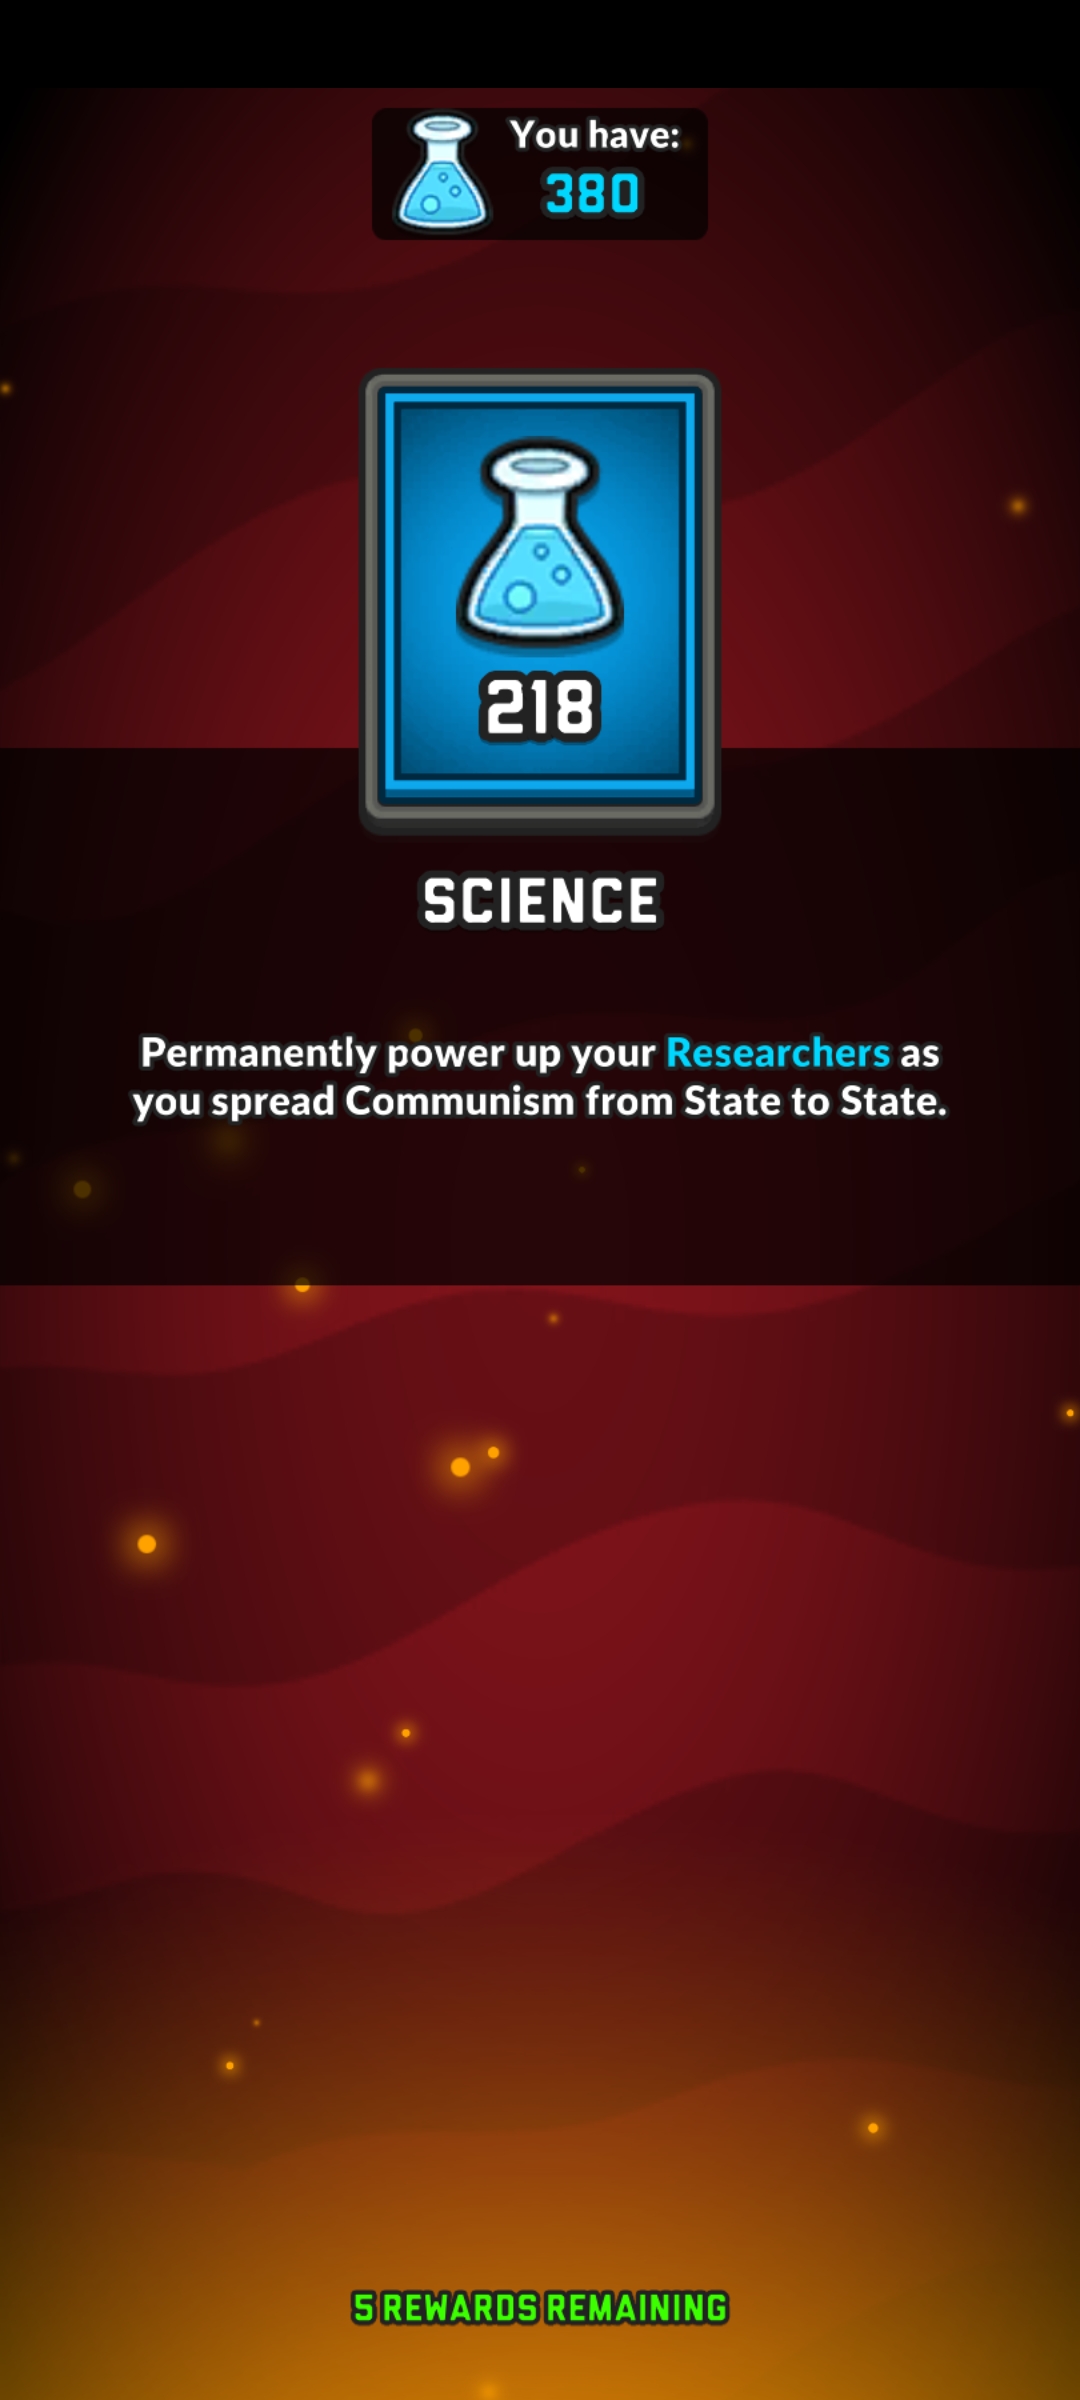 You have:
380
218
SCIENCE
Permanently power up your Researchers as
you spread Communism from State to State.
5 REWARDS REMAINING